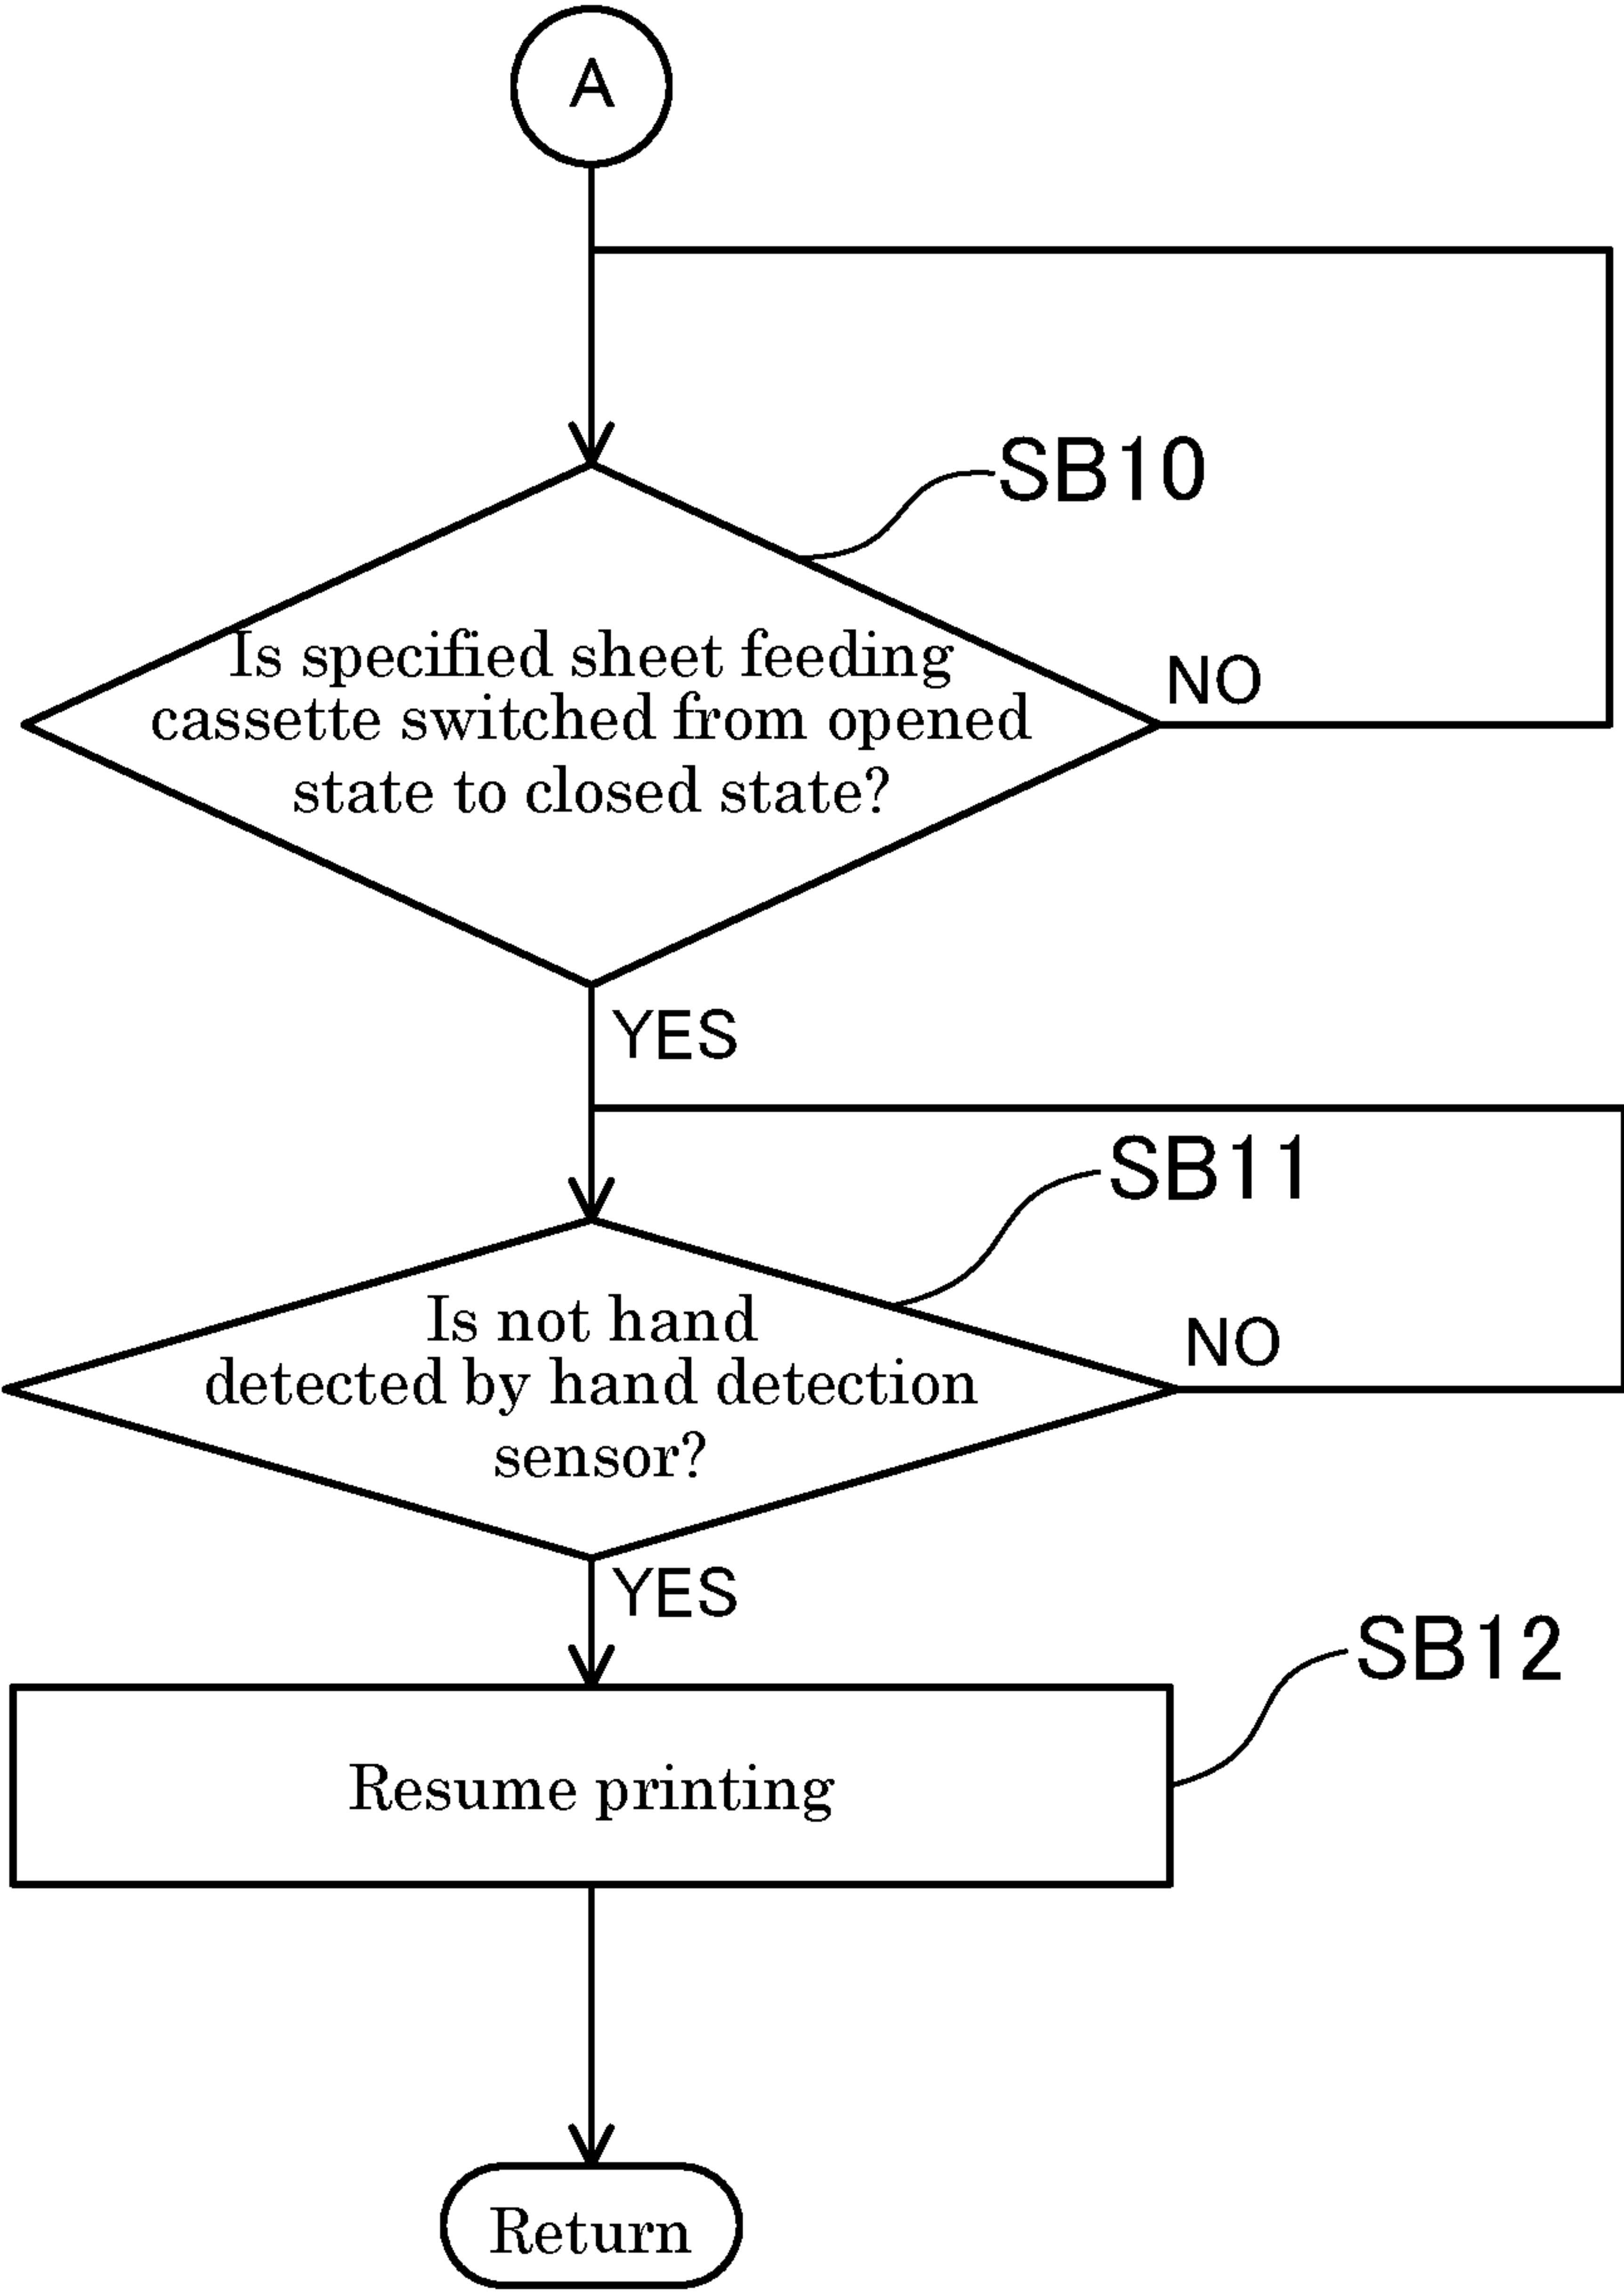 A
SB10
Is specified sheet feeding
cassette switched from opened
state to closed state?
NO
YES
SB11
Is not hand
detected by hand detection
sensor?
NO
YES
SB12
Resume printing
Return